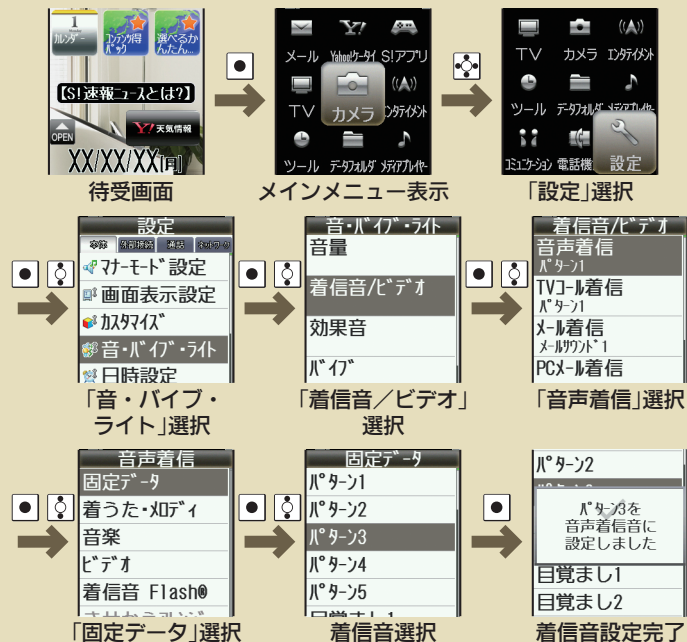 1
カレンダー
コンテンツ得
パック
選べるか
んたん…
【S!速報ニュースとは?】
OPEN
Y! 天気情報
XX/XX/XX[月]
待受画面
メール Yahoo!ケータイ S!アプリ
TV カメラ エンタテイメント
ツール データフォルダ メディアプレイヤー
メインメニュー表示
TV カメラ エンタテイメント
ツール データフォルダ メディアプレイヤー
コミュニケーション 電話機 設定
「設定」選択
設定
本体 外部接続 通話 ネットワーク
マナーモード設定
画面表示設定
カスタマイズ
音・バイブ・ライト
日時設定
「音・バイブ・
ライト」選択
音・バイブ・ライト
音量
着信音/ビデオ
効果音
バイブ
「着信音/ビデオ」
選択
着信音/ビデオ
音声着信
パターン1
TVコール着信
パターン1
メール着信
メールサウンド1
PCメール着信
「音声着信」選択
音声着信
固定データ
着うた・メロディ
音楽
ビデオ
着信音 Flash®
「固定データ」選択
固定データ
パターン1
パターン2
パターン3
パターン4
パターン5
目覚まし1
着信音選択
パターン2
パターン3を
音声着信音に
設定しました
目覚まし1
目覚まし2
着信音設定完了